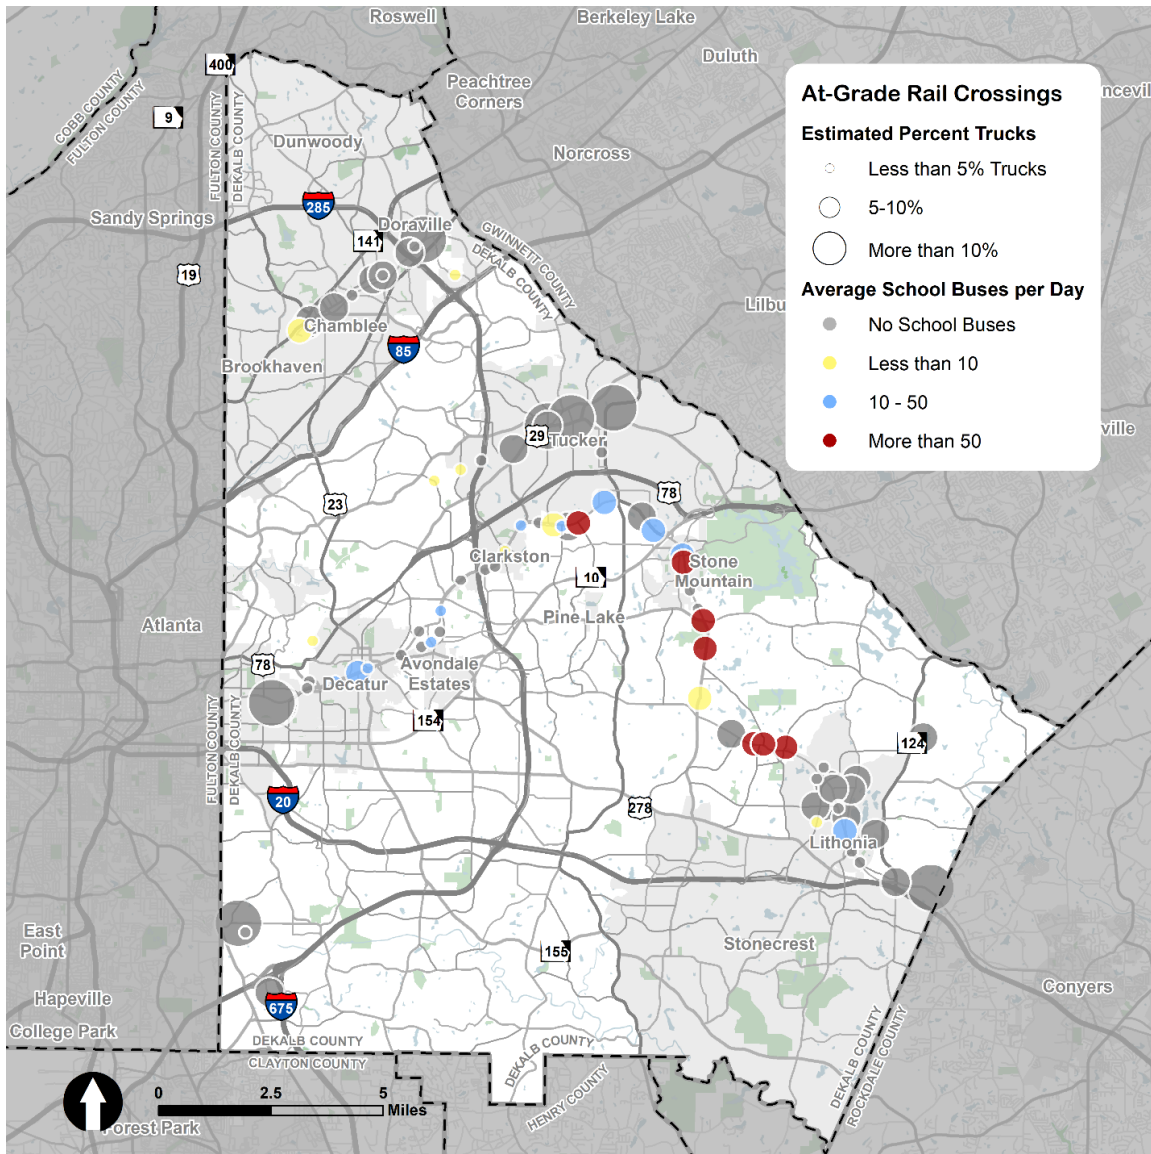 Roswell
Berkeley Lake
Duluth
400
Peachtree
Corners
COBB COUNTY
FULTON COUNTY
9
FULTON COUNTY
DEKALB COUNTY
Dunwoody
Norcross
285
Sandy Springs
Doraville
141
GWINNETT COUNTY
DEKALB COUNTY
19
Lilbu
Chamblee
85
Brookhaven
At-Grade Rail Crossings
Estimated Percent Trucks
Less than 5% Trucks
5-10%
More than 10%
Average School Buses per Day
No School Buses
Less than 10
10 - 50
More than 50
ncevil
ville
29
Tucker
78
23
Clarkston
Stone
Mountain
10
Pine Lake
Atlanta
78
Avondale
Estates
Decatur
154
124
FULTON COUNTY
DEKALB COUNTY
20
278
Lithonia
East
Point
155
Stonecrest
Conyers
Hapeville
675
College Park
DEKALB COUNTY
CLAYTON COUNTY
DEKALB COUNTY
HENRY COUNTY
DEKALB COUNTY
ROCKDALE COUNTY
0
2.5
5
Miles
Forest Park